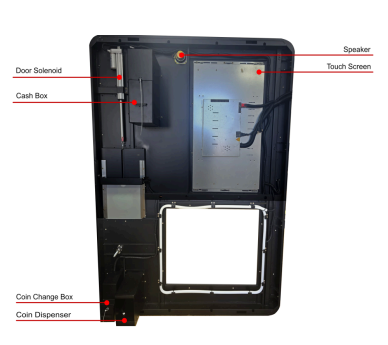 Speaker
Door Solenoid
Touch Screen
Cash Box
Coin Change Box
Coin Dispenser